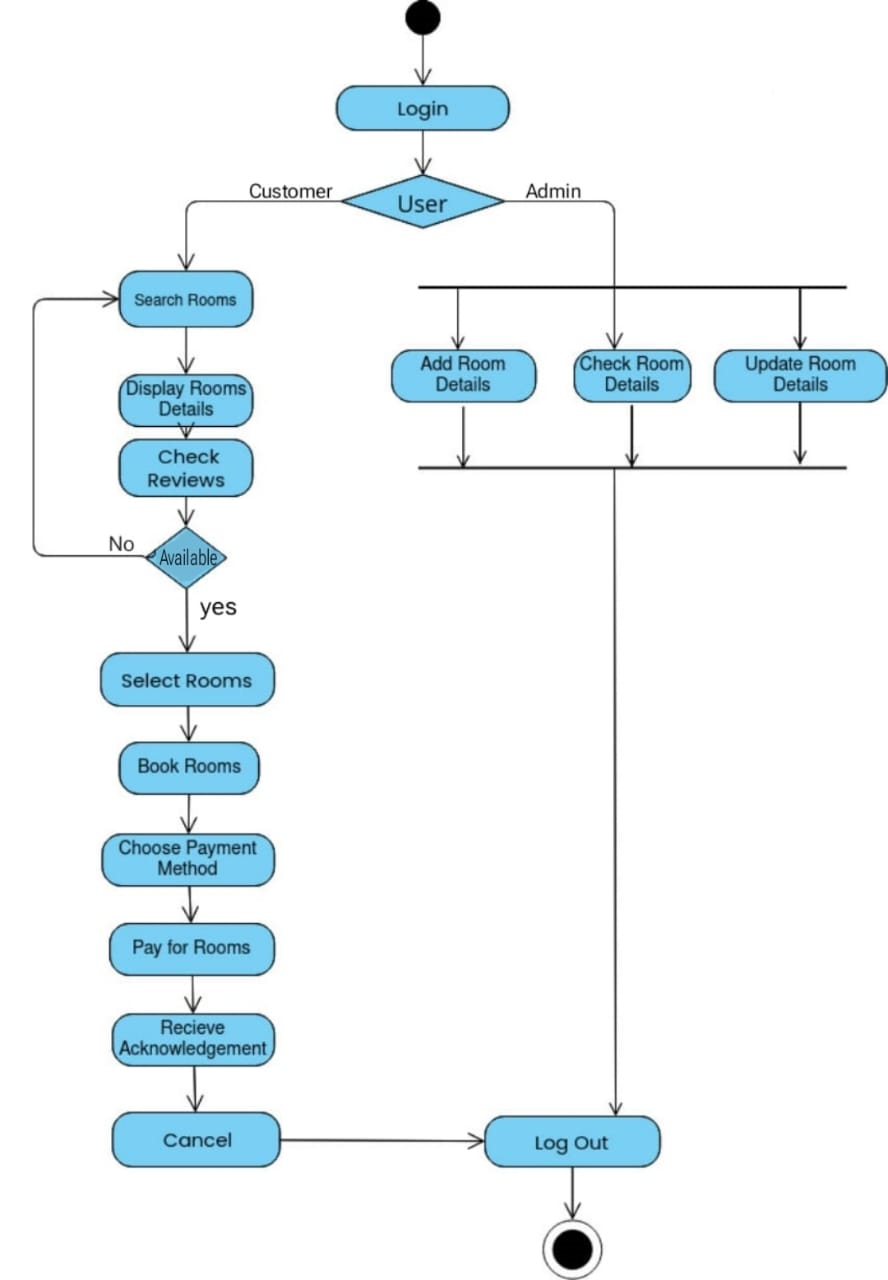 Login
User
Customer
Admin
Search Rooms
Display Rooms
Details
Check
Reviews
Available
No
yes
Select Rooms
Book Rooms
Choose Payment
Method
Pay for Rooms
Recieve
Acknowledgement
Cancel
Add Room
Details
Check Room
Details
Update Room
Details
Log Out